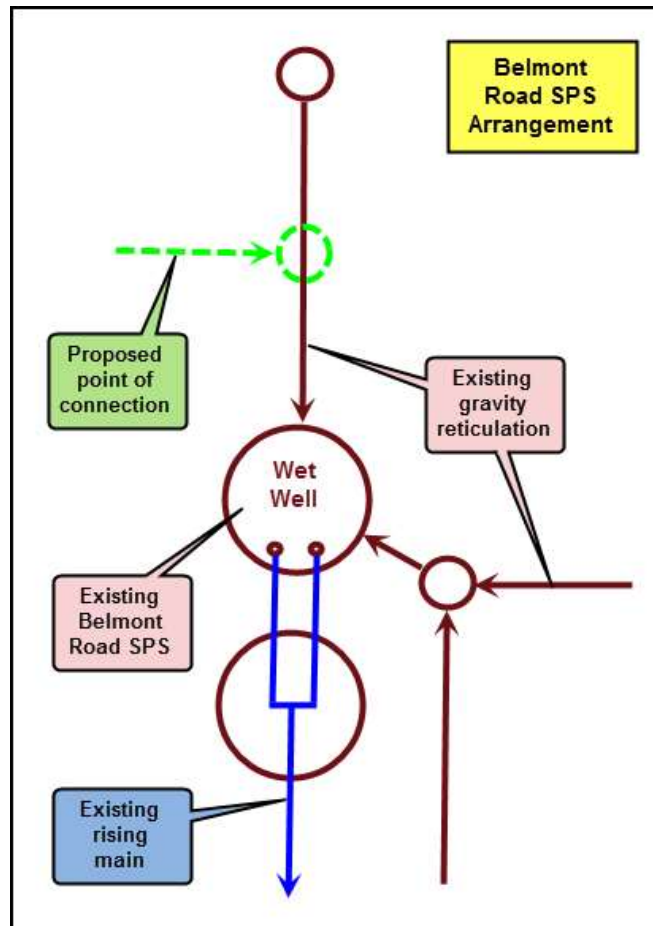 Belmont
Road SPS
Arrangement
Proposed
point of
connection
Existing
gravity
reticulation
Wet
Well
Existing
Belmont
Road SPS
Existing
rising
main